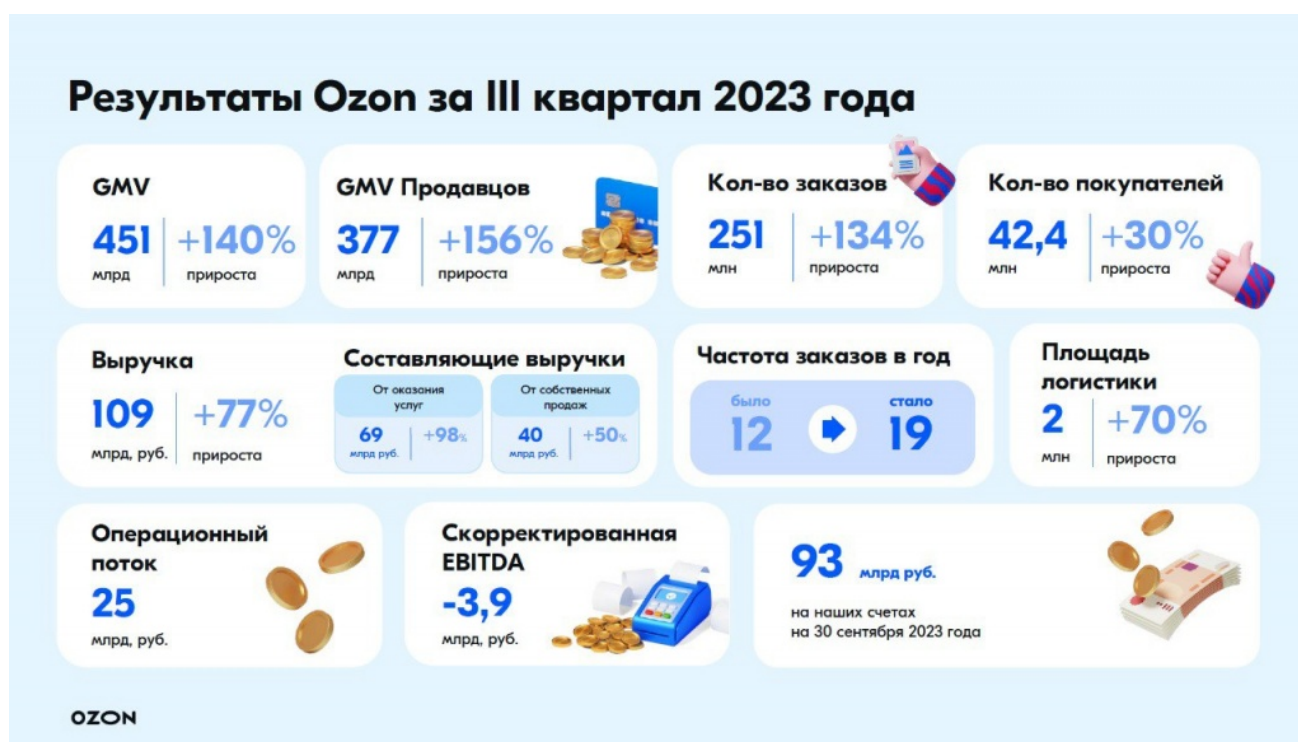 Результаты Ozon за III квартал 2023 года
GMV
451
млрд
+140%
прироста
GMV Продавцов
377
млрд
+156%
прироста
Кол-во заказов
251
млн
+134%
прироста
Кол-во покупателей
42,4
млн
+30%
прироста
Выручка
109
млрд, руб.
+77%
прироста
Составляющие выручки
От оказания
услуг
69
млрд руб.
+98%
От собственных
продаж
40
млрд руб.
+50%
Частота заказов в год
было
12
стало
19
Площадь
логистики
2
млн
+70%
прироста
Операционный
поток
25
млрд, руб.
Скорректированная
EBITDA
-3,9
млрд, руб.
93 млрд руб.
на наших счетах
на 30 сентября 2023 года
OZON